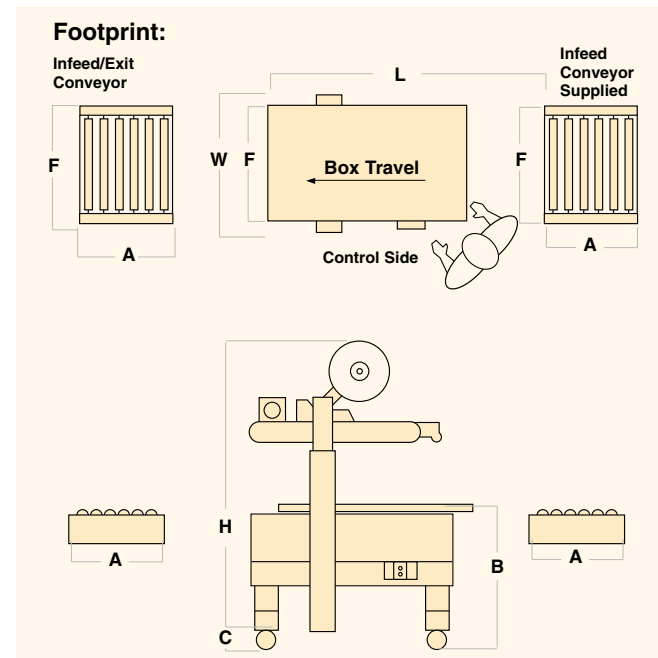 Footprint:
Infeed/Exit
Conveyor
Infeed
Conveyor
Supplied
L
F
W
F
Box Travel
F
A
Control Side
A
H
A
B
A
C